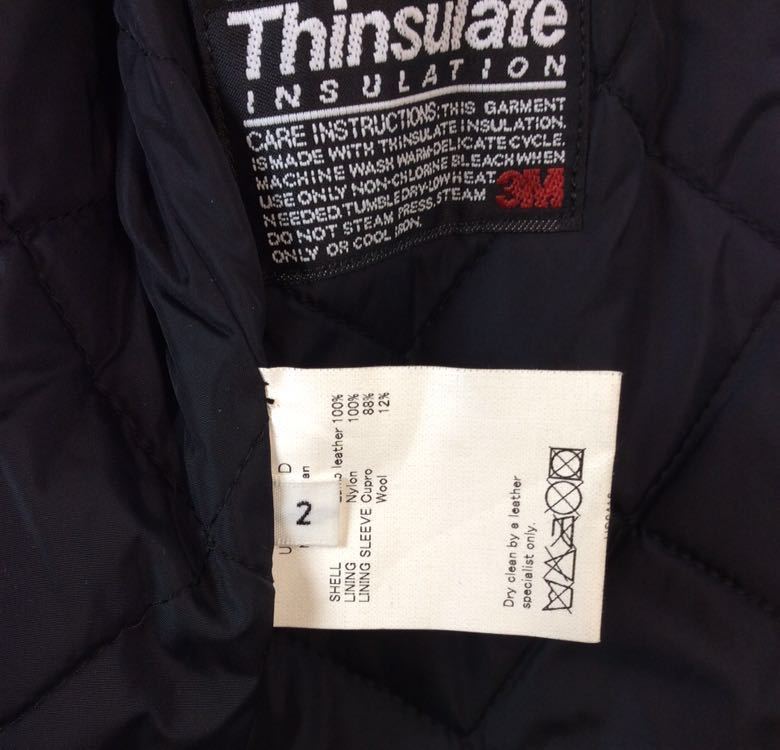 Thinsulate
INSULATION
CARE INSTRUCTIONS:THIS GARMENT
IS MADE WITH THINSULATE INSULATION.
MACHINE WASH WARM-DELICATE CYCLE.
USE ONLY NON-CHLORINE BLEACH WHEN
NEEDED.TUMBLE DRY-LOW HEAT.
DO NOT STEAM PRESS. STEAM
ONLY OR COOL IRON.
3M
2
SHELL leather 100%
LINING Nylon 100%
LINING SLEEVE Cupro 88%
Wool 12%
Dry clean by a leather
specialist only.